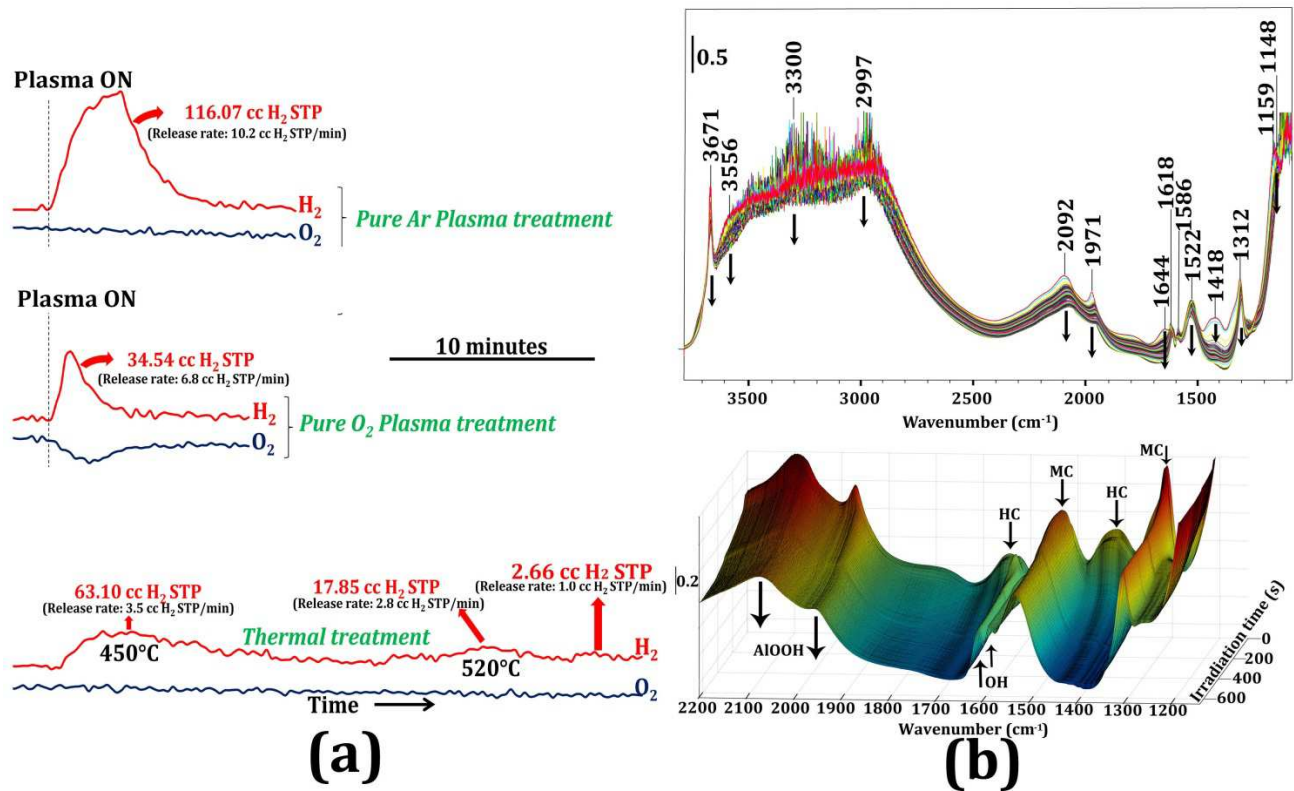 Plasma ON
116.07 cc H₂ STP
(Release rate: 10.2 cc H₂ STP/min)
H₂
Pure Ar Plasma treatment
O₂
Plasma ON
10 minutes
34.54 cc H₂ STP
(Release rate: 6.8 cc H₂ STP/min)
H₂
Pure O₂ Plasma treatment
O₂
63.10 cc H₂ STP
(Release rate: 3.5 cc H₂ STP/min)
17.85 cc H₂ STP
(Release rate: 2.8 cc H₂ STP/min)
2.66 cc H₂ STP
(Release rate: 1.0 cc H₂ STP/min)
Thermal treatment
450°C
520°C
H₂
O₂
Time
(a)
0.5
3671
3556
3300
2997
2092
1971
1644
1618
1586
1522
1418
1312
1159
1148
3500 3000 2500 2000 1500
Wavenumber (cm⁻¹)
MC
MC
HC
HC
0.2
AlOOH
OH
Irradiation time (s)
0
200
400
600
2200 2100 2000 1900 1800 1700 1600 1500 1400 1300 1200
Wavenumber (cm⁻¹)
(b)